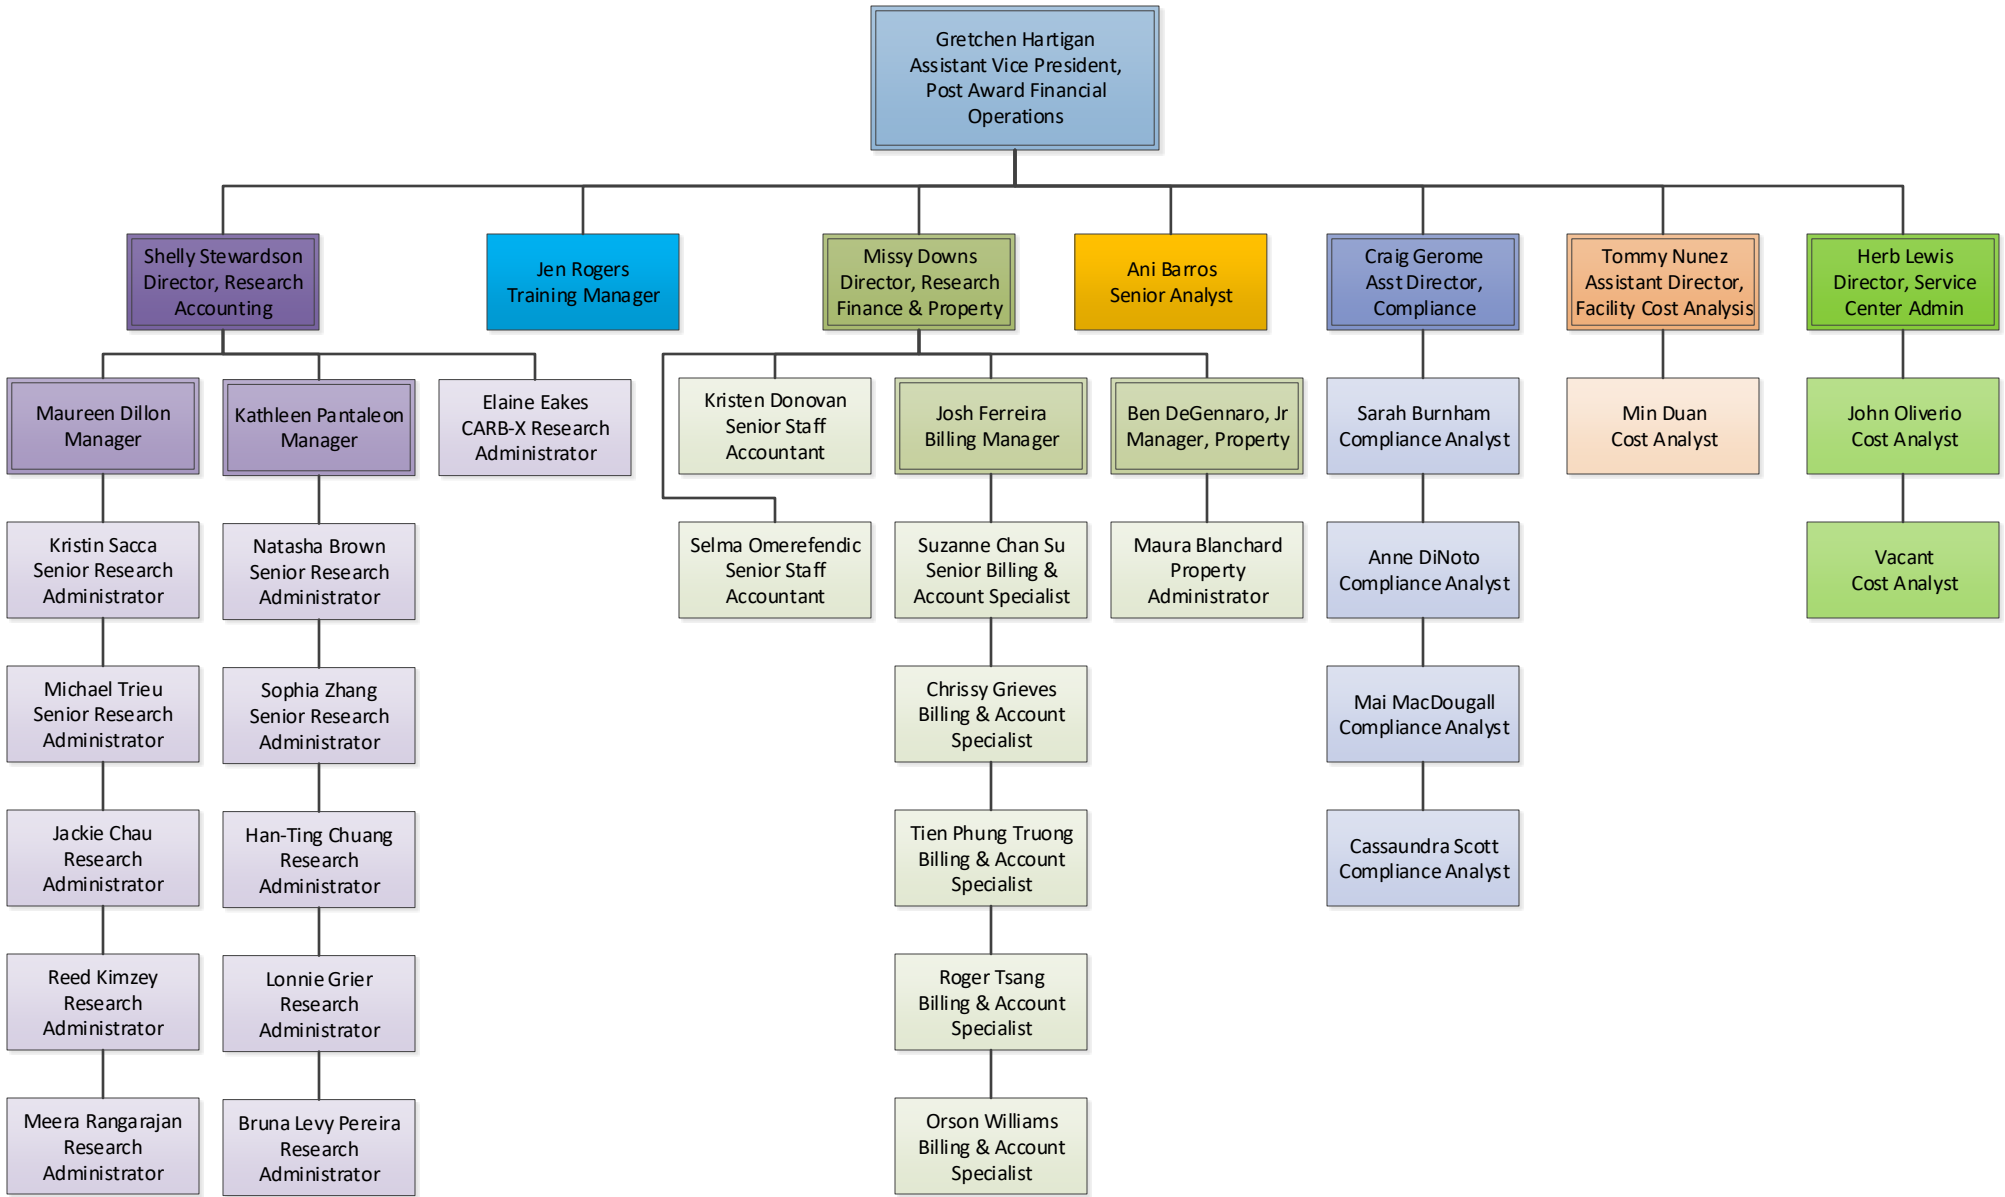 Gretchen Hartigan
Assistant Vice President,
Post Award Financial
Operations
Shelly Stewardson
Director, Research
Accounting
Jen Rogers
Training Manager
Missy Downs
Director, Research
Finance & Property
Ani Barros
Senior Analyst
Craig Gerome
Asst Director,
Compliance
Tommy Nunez
Assistant Director,
Facility Cost Analysis
Herb Lewis
Director, Service
Center Admin
Maureen Dillon
Manager
Kathleen Pantaleon
Manager
Elaine Eakes
CARB-X Research
Administrator
Kristen Donovan
Senior Staff
Accountant
Josh Ferreira
Billing Manager
Ben DeGennaro, Jr
Manager, Property
Sarah Burnham
Compliance Analyst
Min Duan
Cost Analyst
John Oliverio
Cost Analyst
Kristin Sacca
Senior Research
Administrator
Natasha Brown
Senior Research
Administrator
Selma Omerefendic
Senior Staff
Accountant
Suzanne Chan Su
Senior Billing &
Account Specialist
Maura Blanchard
Property
Administrator
Anne DiNoto
Compliance Analyst
Vacant
Cost Analyst
Michael Trieu
Senior Research
Administrator
Sophia Zhang
Senior Research
Administrator
Chrissy Grieves
Billing & Account
Specialist
Mai MacDougall
Compliance Analyst
Jackie Chau
Research
Administrator
Han-Ting Chuang
Research
Administrator
Tien Phung Truong
Billing & Account
Specialist
Cassaundra Scott
Compliance Analyst
Reed Kimzey
Research
Administrator
Lonnie Grier
Research
Administrator
Roger Tsang
Billing & Account
Specialist
Meera Rangarajan
Research
Administrator
Bruna Levy Pereira
Research
Administrator
Orson Williams
Billing & Account
Specialist